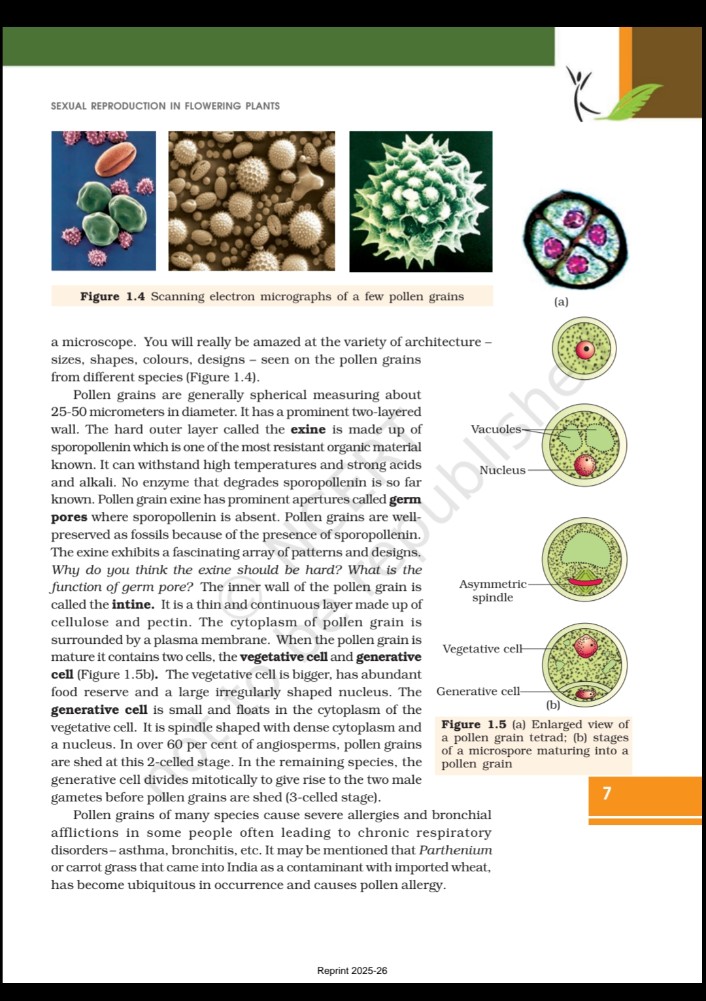 SEXUAL REPRODUCTION IN FLOWERING PLANTS
Figure 1.4 Scanning electron micrographs of a few pollen grains
(a)
a microscope. You will really be amazed at the variety of architecture –
sizes, shapes, colours, designs – seen on the pollen grains
from different species (Figure 1.4).
Pollen grains are generally spherical measuring about
25-50 micrometers in diameter. It has a prominent two-layered
wall. The hard outer layer called the exine is made up of
sporopollenin which is one of the most resistant organic material
known. It can withstand high temperatures and strong acids
and alkali. No enzyme that degrades sporopollenin is so far
known. Pollen grain exine has prominent apertures called germ
pores where sporopollenin is absent. Pollen grains are well-
preserved as fossils because of the presence of sporopollenin.
The exine exhibits a fascinating array of patterns and designs.
Why do you think the exine should be hard? What is the
function of germ pore? The inner wall of the pollen grain is
called the intine. It is a thin and continuous layer made up of
cellulose and pectin. The cytoplasm of pollen grain is
surrounded by a plasma membrane. When the pollen grain is
mature it contains two cells, the vegetative cell and generative
cell (Figure 1.5b). The vegetative cell is bigger, has abundant
food reserve and a large irregularly shaped nucleus. The
generative cell is small and floats in the cytoplasm of the
vegetative cell. It is spindle shaped with dense cytoplasm and
a nucleus. In over 60 per cent of angiosperms, pollen grains
are shed at this 2-celled stage. In the remaining species, the
generative cell divides mitotically to give rise to the two male
gametes before pollen grains are shed (3-celled stage).
Pollen grains of many species cause severe allergies and bronchial
afflictions in some people often leading to chronic respiratory
disorders – asthma, bronchitis, etc. It may be mentioned that Parthenium
or carrot grass that came into India as a contaminant with imported wheat,
has become ubiquitous in occurrence and causes pollen allergy.
Vacuoles
Nucleus
Asymmetric
spindle
Vegetative cell
Generative cell
(b)
Figure 1.5 (a) Enlarged view of
a pollen grain tetrad; (b) stages
of a microspore maturing into a
pollen grain
7
© NCERT
not to be republished
Reprint 2025-26